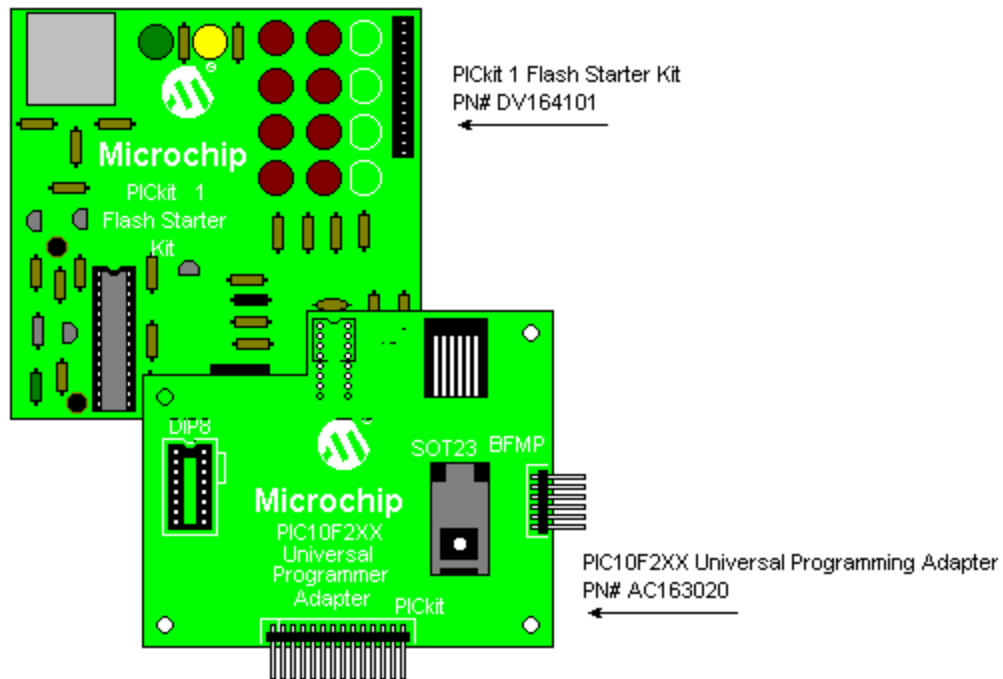 PICkit 1 Flash Starter Kit
PN# DV164101
Microchip
PICkit 1
Flash Starter
Kit
DIP8
SOT23
BFMP
Microchip
PIC10F2XX
Universal
Programmer
Adapter
PICkit
PIC10F2XX Universal Programming Adapter
PN# AC163020